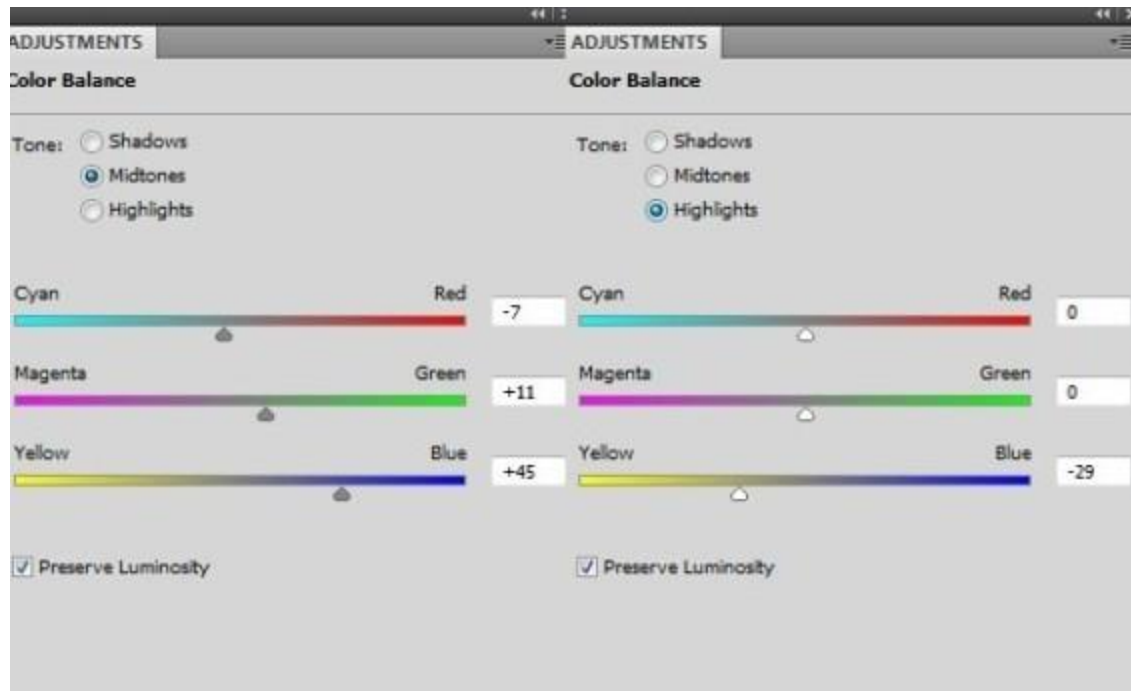 ADJUSTMENTS
Color Balance
Tone: Shadows
Midtones
Highlights
Cyan Red -7
Magenta Green +11
Yellow Blue +45
Preserve Luminosity
ADJUSTMENTS
Color Balance
Tone: Shadows
Midtones
Highlights
Cyan Red 0
Magenta Green 0
Yellow Blue -29
Preserve Luminosity